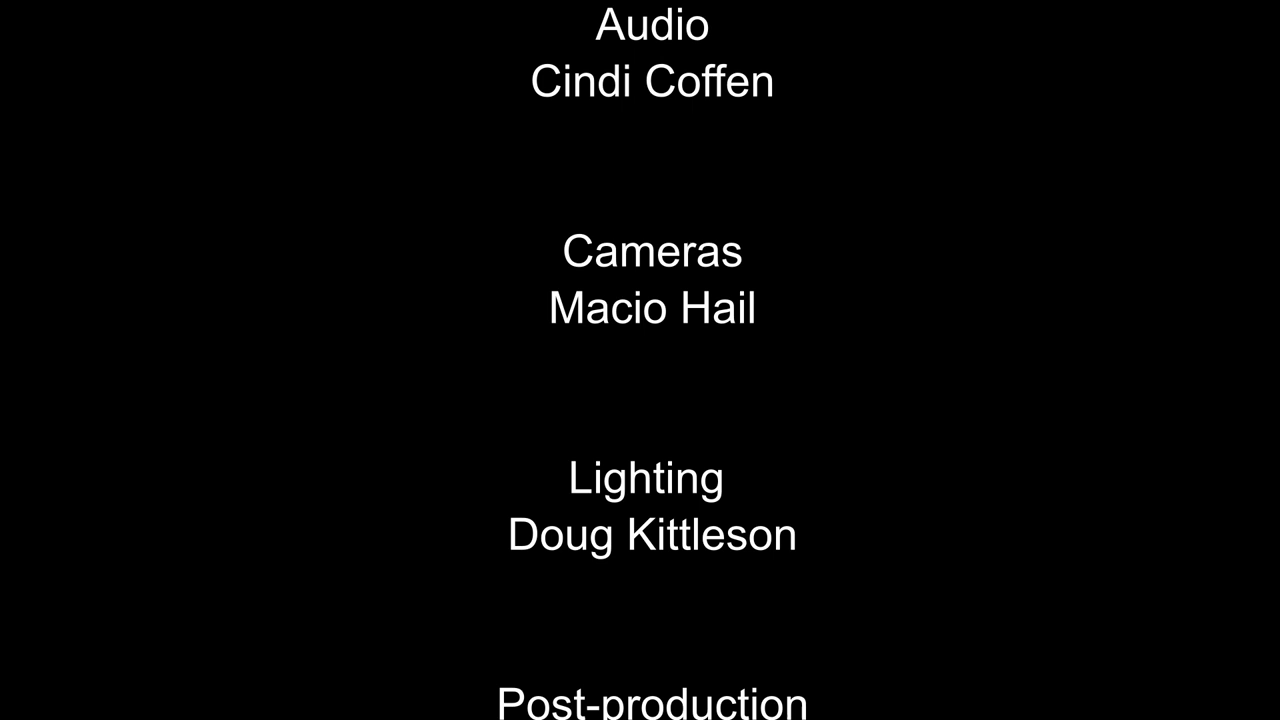 Audio
Cindi Coffen
Cameras
Macio Hail
Lighting
Doug Kittleson
Post-production